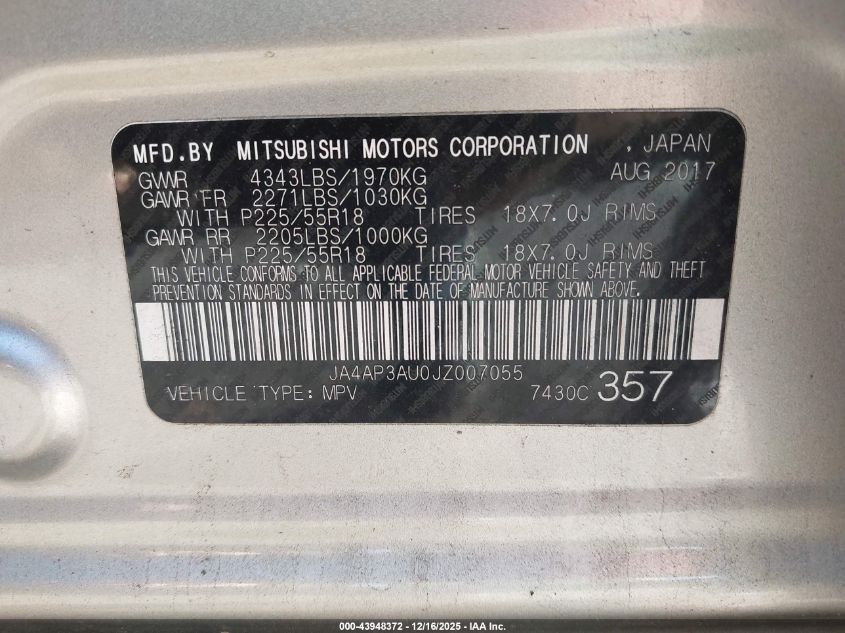 MFD.BY MITSUBISHI MOTORS CORPORATION , JAPAN
GVWR 4343LBS/1970KG AUG 2017
GAWR FR 2271LBS/1030KG
WITH P225/55R18 TIRES 18X7.0J RIMS
GAWR RR 2205LBS/1000KG
WITH P225/55R18 TIRES 18X7.0J RIMS
THIS VEHICLE CONFORMS TO ALL APPLICABLE FEDERAL MOTOR VEHICLE SAFETY AND THEFT
PREVENTION STANDARDS IN EFFECT ON THE DATE OF MANUFACTURE SHOWN ABOVE.
JA4AP3AU0JZ007055
VEHICLE TYPE: MPV 7430C 357
000-43948372 - 12/16/2025 - IAA Inc.